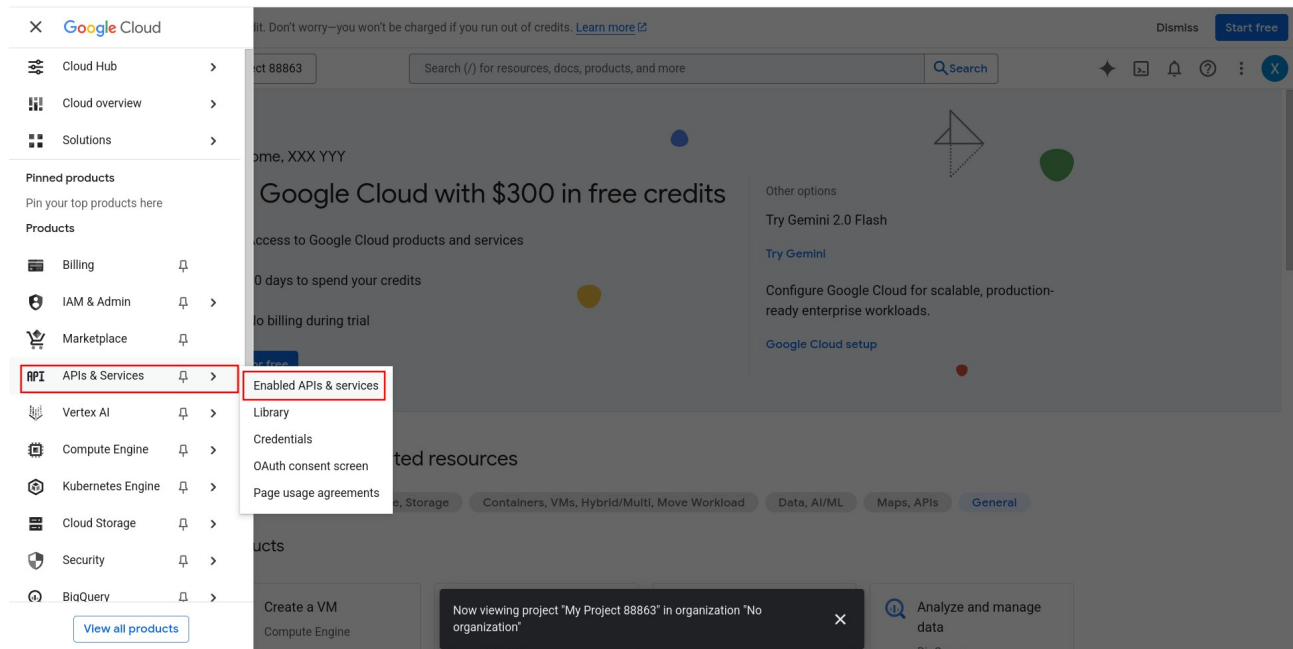 Google Cloud
dit. Don't worry—you won't be charged if you run out of credits. Learn more
Dismiss
Start free
Cloud Hub
ect 88863
Search (/) for resources, docs, products, and more
Search
X
Cloud overview
Solutions
Pinned products
Pin your top products here
Products
Billing
IAM & Admin
Marketplace
API APIs & Services
Vertex AI
Compute Engine
Kubernetes Engine
Cloud Storage
Security
BigQuery
View all products
Enabled APIs & services
Library
Credentials
OAuth consent screen
Page usage agreements
ome, XXX YYY
Google Cloud with $300 in free credits
ccess to Google Cloud products and services
0 days to spend your credits
o billing during trial
or free
Other options
Try Gemini 2.0 Flash
Try Gemini
Configure Google Cloud for scalable, production-
ready enterprise workloads.
Google Cloud setup
ted resources
e, Storage
Containers, VMs, Hybrid/Multi, Move Workload
Data, AI/ML
Maps, APIs
General
ucts
Create a VM
Compute Engine
Now viewing project "My Project 88863" in organization "No
organization"
Analyze and manage
data